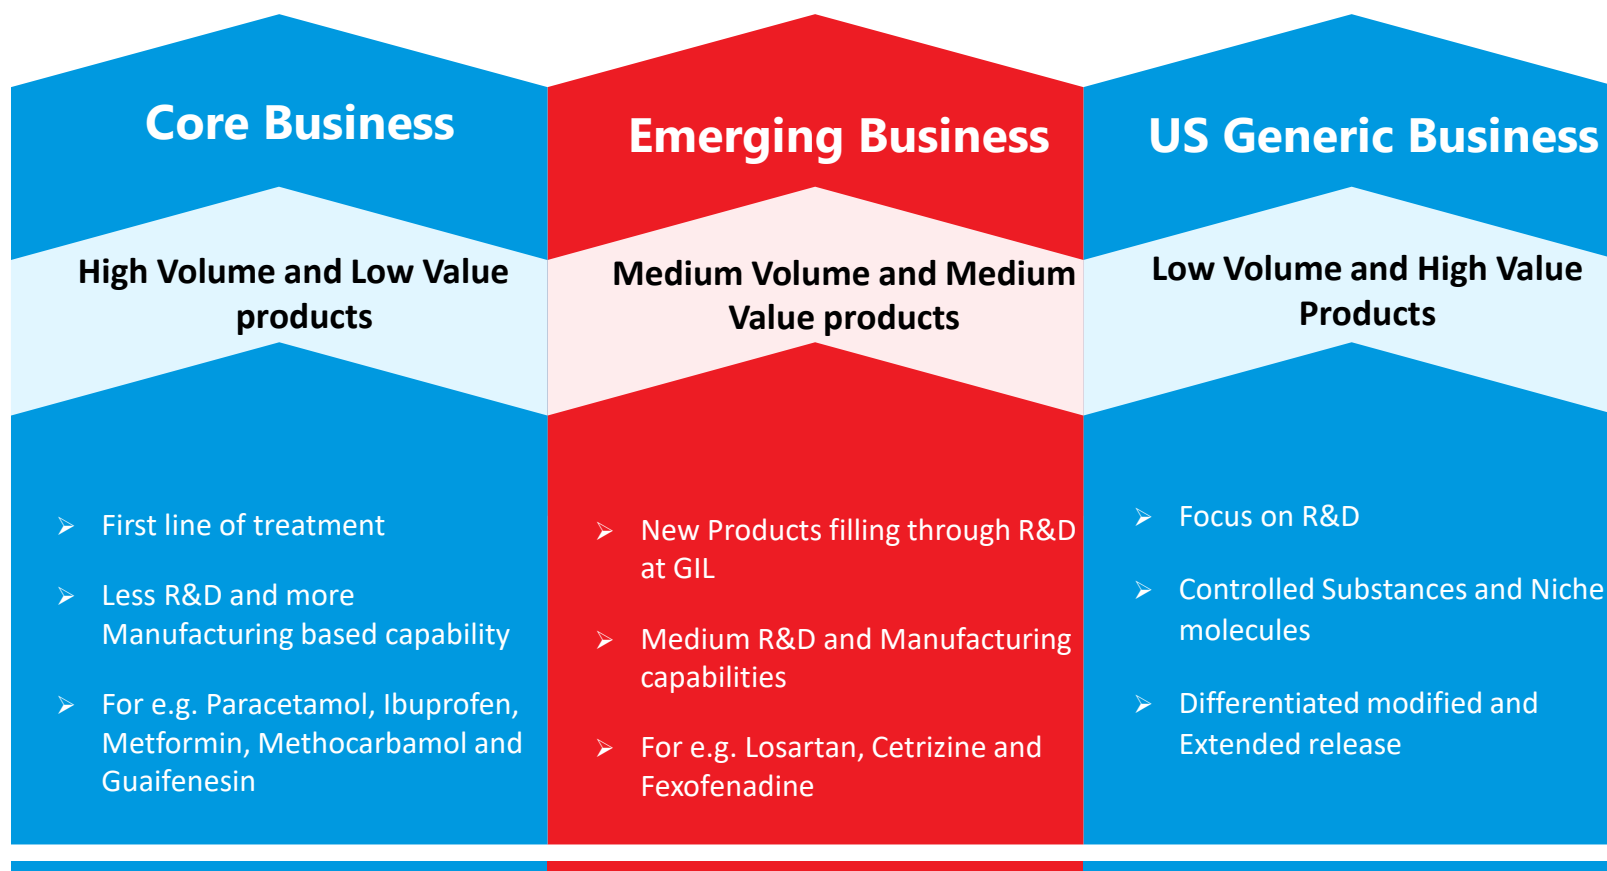 Core Business
High Volume and Low Value
products
First line of treatment
Less R&D and more
Manufacturing based capability
For e.g. Paracetamol, Ibuprofen,
Metformin, Methocarbamol and
Guaifenesin
Emerging Business
Medium Volume and Medium
Value products
New Products filling through R&D
at GIL
Medium R&D and Manufacturing
capabilities
For e.g. Losartan, Cetrizine and
Fexofenadine
US Generic Business
Low Volume and High Value
Products
Focus on R&D
Controlled Substances and Niche
molecules
Differentiated modified and
Extended release